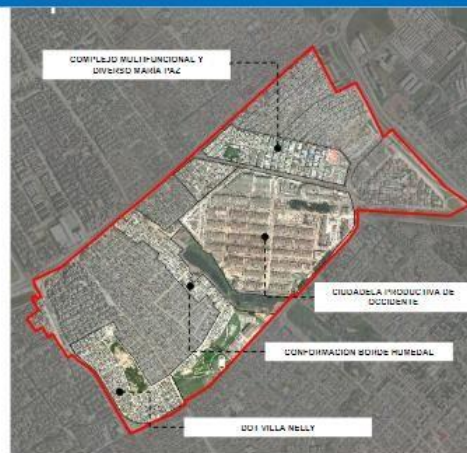 COMPLEJO MULTIFUNCIONAL Y
DIVERSO MARÍA PAZ
CIUDADELA PRODUCTIVA DE
OCCIDENTE
CONFORMACIÓN BORDE HUMEDAL
DOT VILLA NELLY